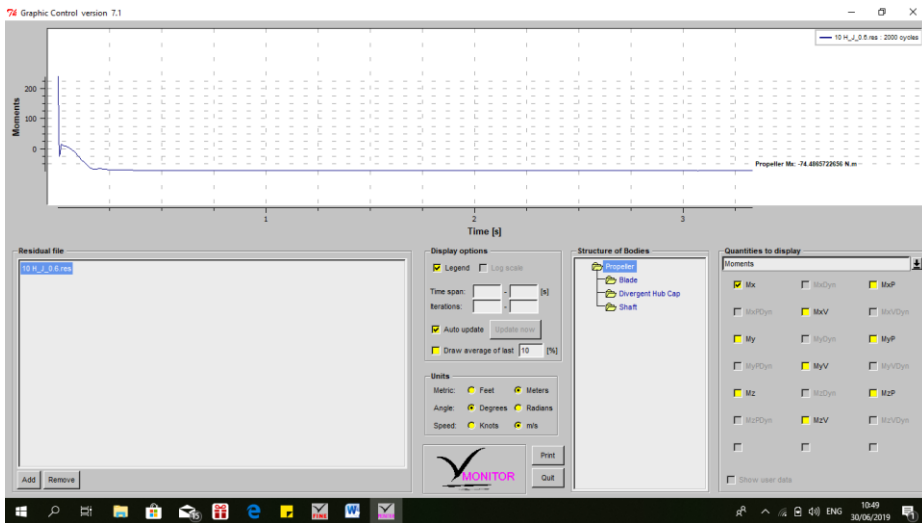 Graphic Control version 7.1
10 H_J_0.6.res : 2000 cycles
Moments
200
100
0
Propeller Mx: -74.4865722656 N.m
1
2
3
Time [s]
Residual file
10 H_J_0.6.res
Add
Remove
Display options
Legend
Log scale
Time span:
-
[s]
Iterations:
-
Auto update
Update now
Draw average of last
10
[%]
Units
Metric:
Feet
Meters
Angle:
Degrees
Radians
Speed:
Knots
m/s
MONITOR
Print
Quit
Structure of Bodies
Propeller
Blade
Divergent Hub Cap
Shaft
Quantities to display
Moments
Mx
MxDyn
MxP
MxPDyn
MxV
MxVDyn
My
MyDyn
MyP
MyPDyn
MyV
MyVDyn
Mz
MzDyn
MzP
MzPDyn
MzV
MzVDyn
Show user data
ENG
10:49
30/06/2019